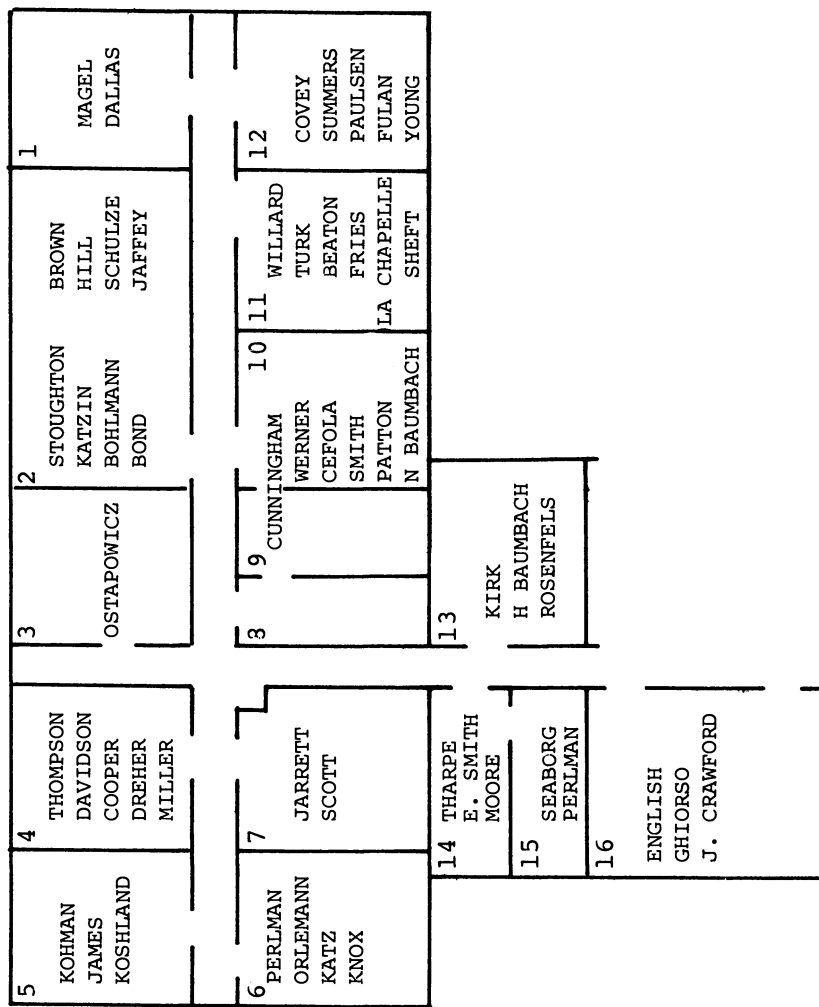 1
MAGEL
DALLAS
2
STOUGHTON
KATZIN
BOHLMANN
BOND
BROWN
HILL
SCHULZE
JAFFEY
3
OSTAPOWICZ
4
THOMPSON
DAVIDSON
COOPER
DREHER
MILLER
5
KOHMAN
JAMES
KOSHLAND
6
PERLMAN
ORLEMANN
KATZ
KNOX
7
JARRETT
SCOTT
8
9
10
CUNNINGHAM
WERNER
CEFOLA
SMITH
PATTON
N BAUMBACH
11
WILLARD
TURK
BEATON
FRIES
LA CHAPELLE
SHEFT
12
COVEY
SUMMERS
PAULSEN
FULAN
YOUNG
13
KIRK
H BAUMBACH
ROSENFELS
14
THARPE
E. SMITH
MOORE
15
SEABORG
PERLMAN
16
ENGLISH
GHIORSO
J. CRAWFORD